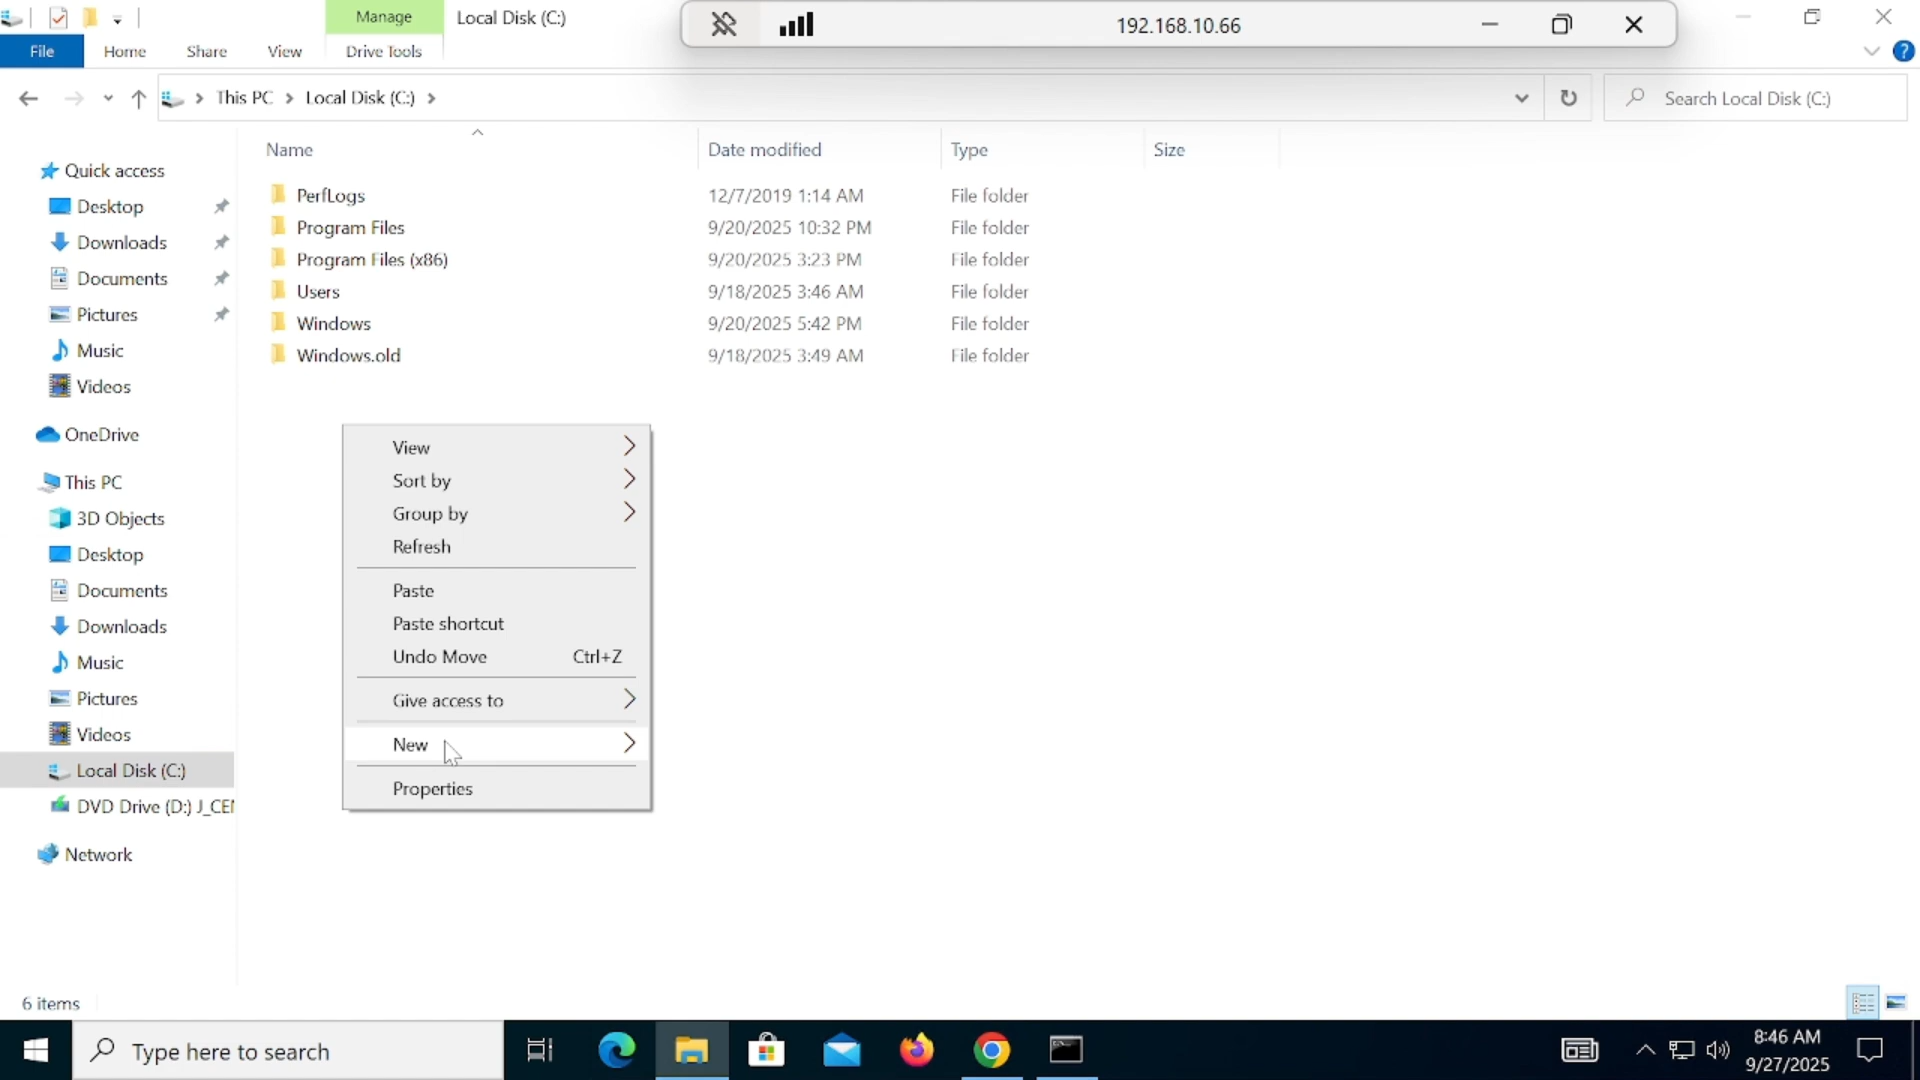 Manage
Local Disk (C:)
192.168.10.66
File
Home
Share
View
Drive Tools
This PC
Local Disk (C:)
Search Local Disk (C:)
Name
Date modified
Type
Size
PerfLogs
12/7/2019 1:14 AM
File folder
Program Files
9/20/2025 10:32 PM
File folder
Program Files (x86)
9/20/2025 3:23 PM
File folder
Users
9/18/2025 3:46 AM
File folder
Windows
9/20/2025 5:42 PM
File folder
Windows.old
9/18/2025 3:49 AM
File folder
Quick access
Desktop
Downloads
Documents
Pictures
Music
Videos
OneDrive
This PC
3D Objects
Desktop
Documents
Downloads
Music
Pictures
Videos
Local Disk (C:)
DVD Drive (D:) J_CEN
Network
View
Sort by
Group by
Refresh
Paste
Paste shortcut
Undo Move Ctrl+Z
Give access to
New
Properties
6 items
Type here to search
8:46 AM
9/27/2025